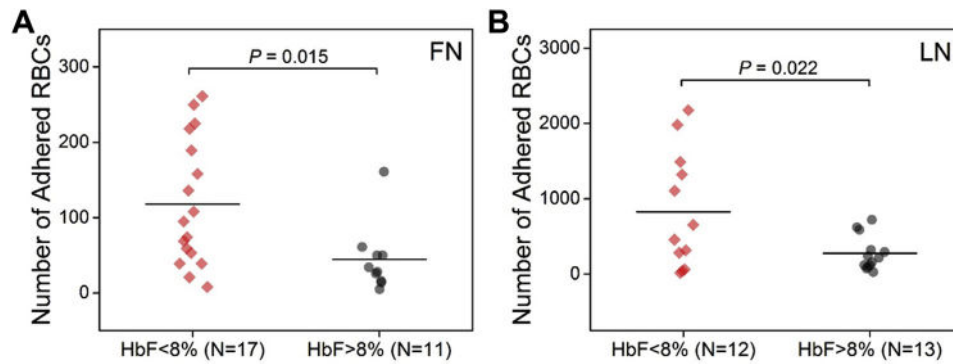 A
Number of Adhered RBCs
300
200
100
0
P = 0.015
FN
HbF<8% (N=17)
HbF>8% (N=11)
B
Number of Adhered RBCs
3000
2000
1000
0
P = 0.022
LN
HbF<8% (N=12)
HbF>8% (N=13)